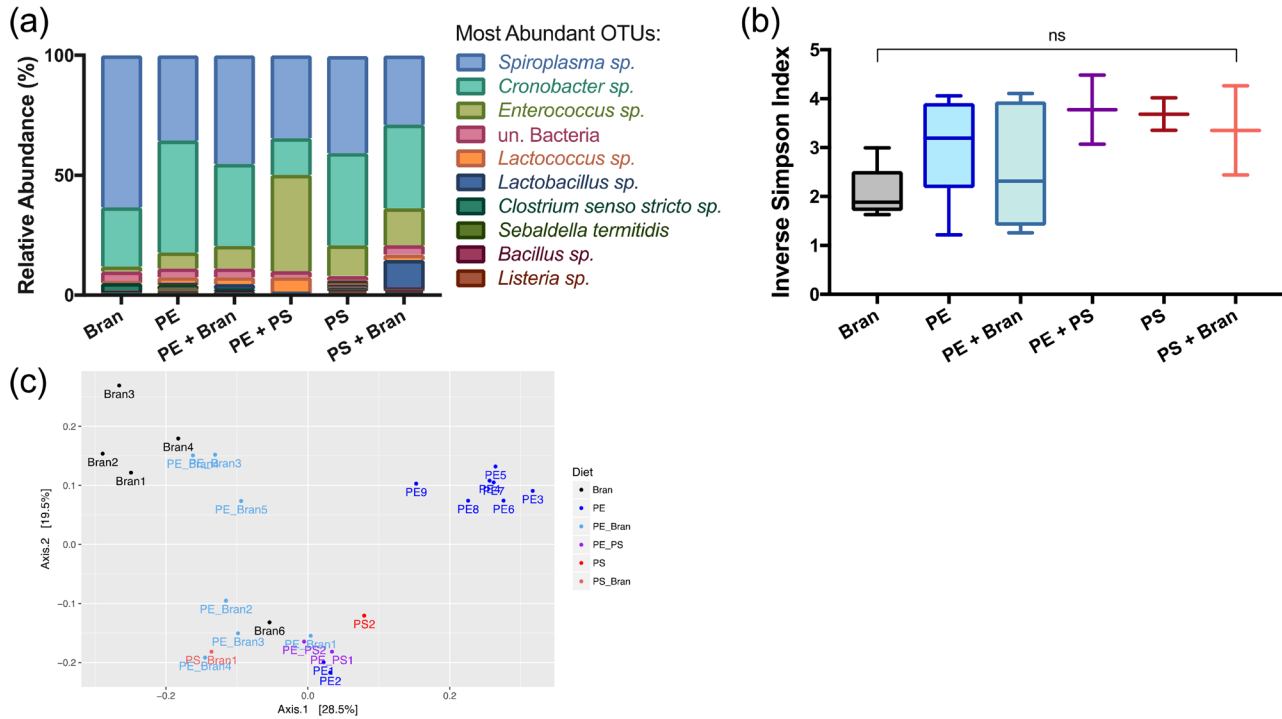 (a)
Relative Abundance (%)
100
50
0
Bran
PE
PE + Bran
PE + PS
PS
PS + Bran
Most Abundant OTUs:
Spiroplasma sp.
Cronobacter sp.
Enterococcus sp.
un. Bacteria
Lactococcus sp.
Lactobacillus sp.
Clostrium senso stricto sp.
Sebaldella termitidis
Bacillus sp.
Listeria sp.
(b)
Inverse Simpson Index
5
4
3
2
1
0
ns
Bran
PE
PE + Bran
PE + PS
PS
PS + Bran
(c)
Axis.2 [19.5%]
0.2
0.1
0.0
-0.1
-0.2
Bran3
Bran4
Bran2
Bran1
PE_Bran4
PE_Bran3
PE_Bran5
PE5
PE4
PE7
PE9
PE3
PE8
PE6
PE_Bran2
Bran6
PS2
PE_Bran3
PE_Bran1
PE_PS2
PS_Bran1
PE_PS1
PE_Bran4
PE1
PE2
-0.2
0.0
0.2
Axis.1 [28.5%]
Diet
Bran
PE
PE_Bran
PE_PS
PS
PS_Bran